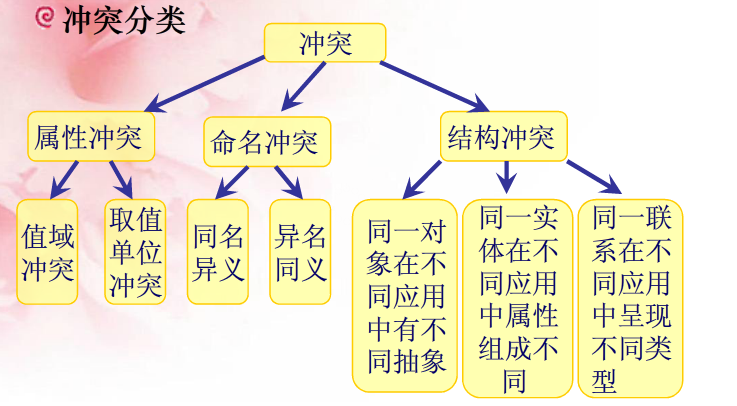 冲突分类
冲突
属性冲突
命名冲突
结构冲突
值域
冲突
取值
单位
冲突
同名
异义
异名
同义
同一对
象在不
同应用
中有不
同抽象
同一实
体在不
同应用
中属性
组成不
同
同一联
系在不
同应用
中呈现
不同类
型